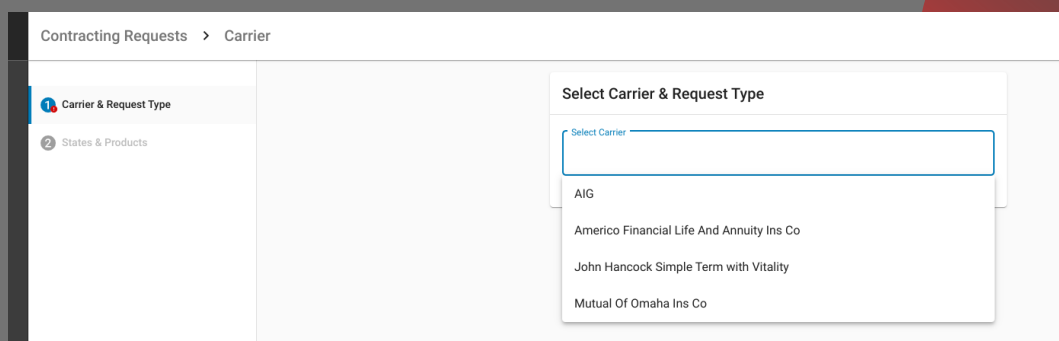 Contracting Requests > Carrier
1 Carrier & Request Type
2 States & Products
Select Carrier & Request Type
Select Carrier
AIG
Americo Financial Life And Annuity Ins Co
John Hancock Simple Term with Vitality
Mutual Of Omaha Ins Co